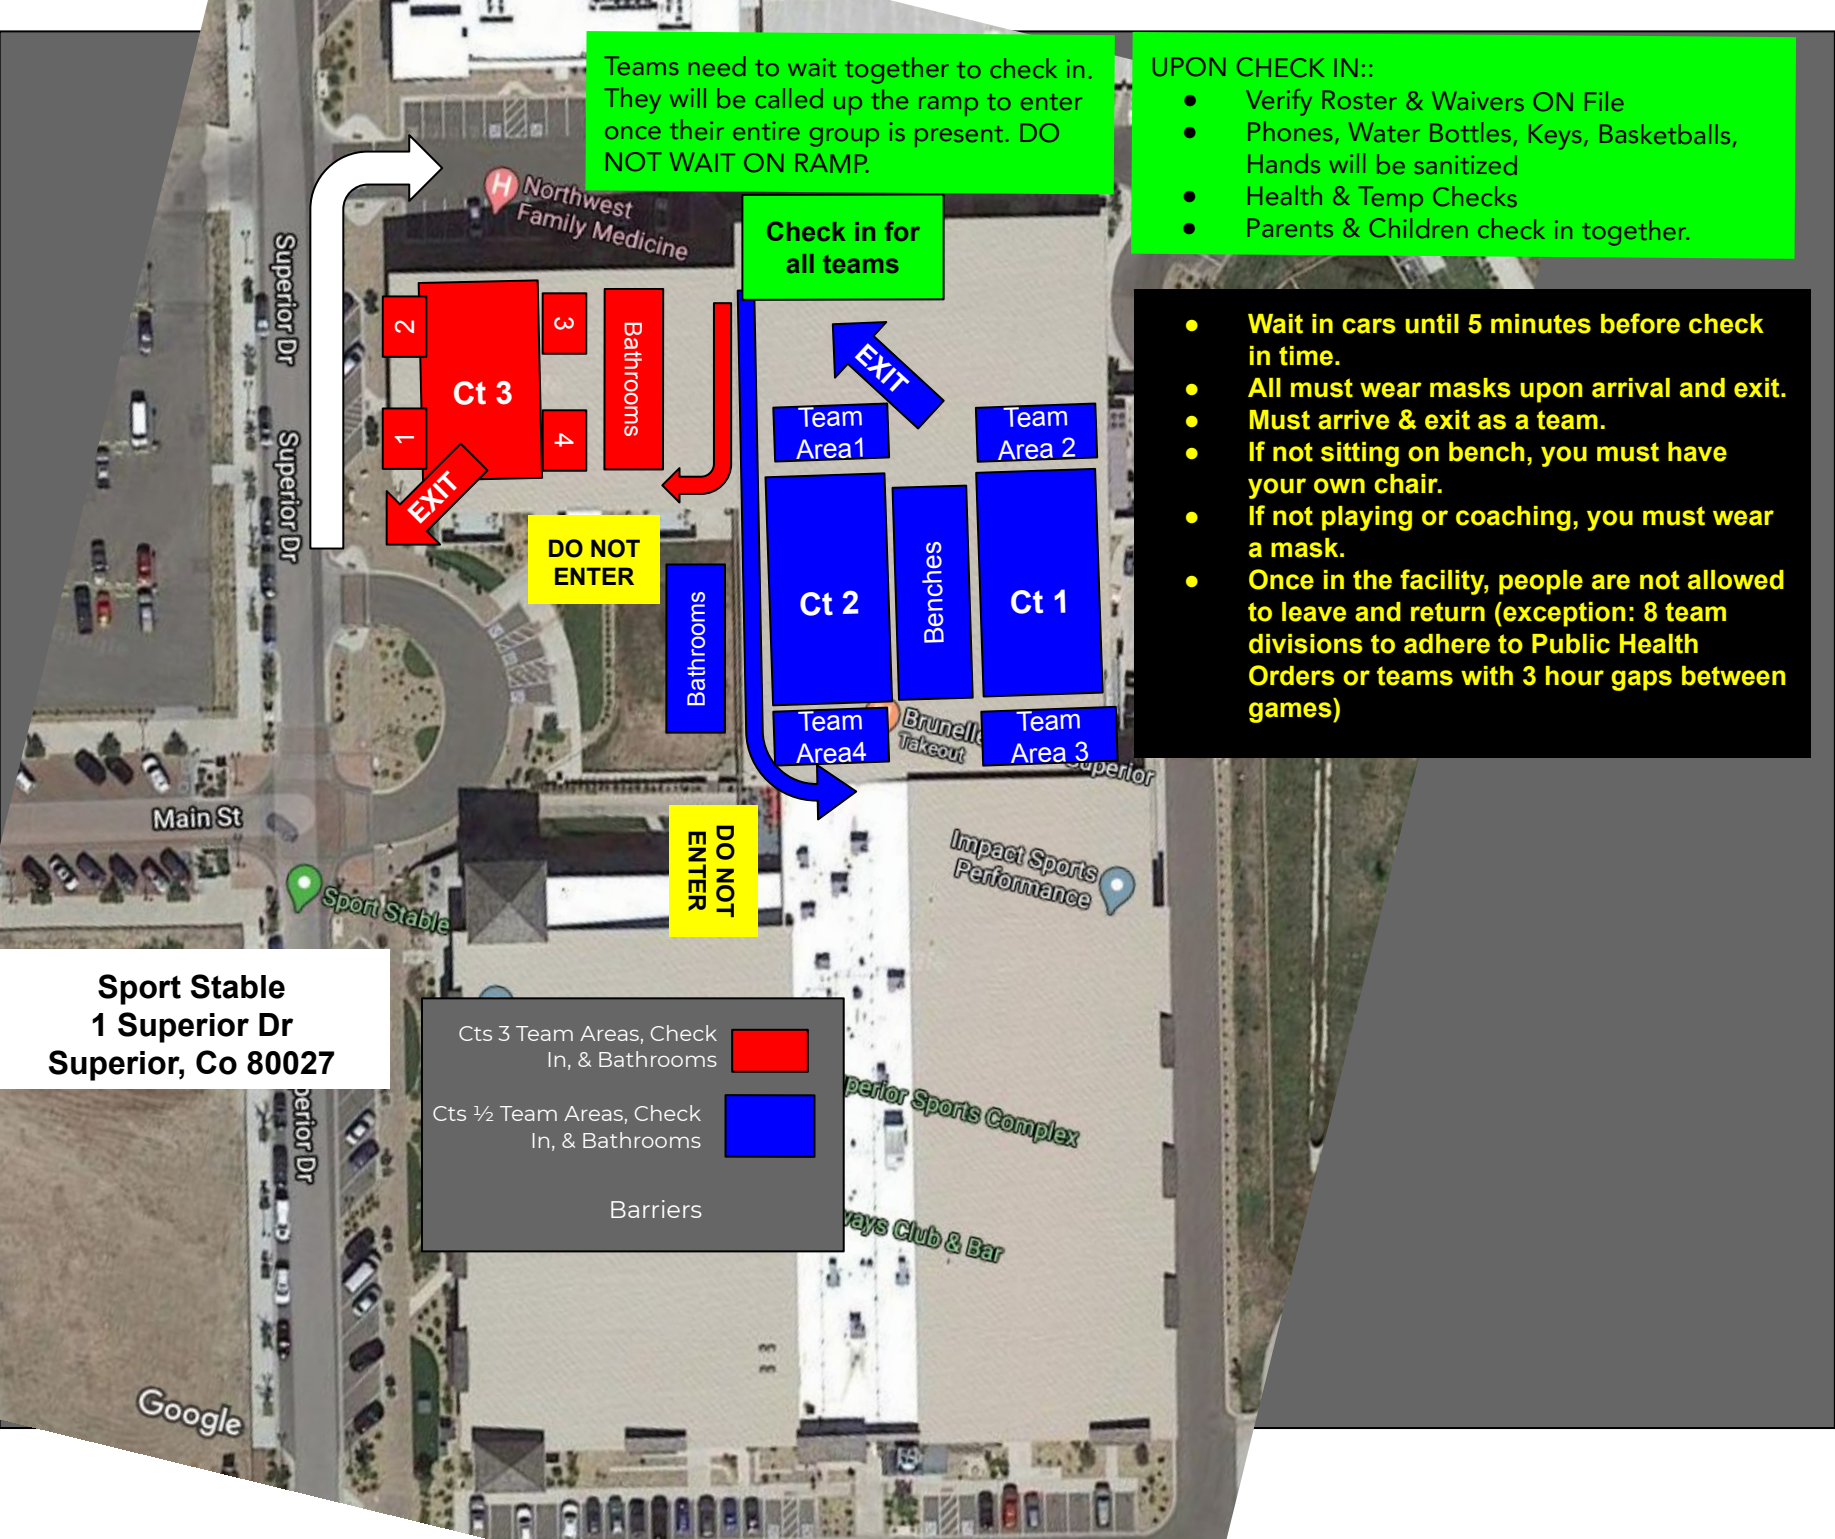 Teams need to wait together to check in.
They will be called up the ramp to enter
once their entire group is present. DO
NOT WAIT ON RAMP.
UPON CHECK IN::
● Verify Roster & Waivers ON File
● Phones, Water Bottles, Keys, Basketballs,
Hands will be sanitized
● Health & Temp Checks
● Parents & Children check in together.
Northwest
Family Medicine
H
Check in for
all teams
Superior Dr
Superior Dr
2
3
1
4
Ct 3
Bathrooms
EXIT
EXIT
Team
Area1
Team
Area 2
● Wait in cars until 5 minutes before check
in time.
● All must wear masks upon arrival and exit.
● Must arrive & exit as a team.
● If not sitting on bench, you must have
your own chair.
● If not playing or coaching, you must wear
a mask.
● Once in the facility, people are not allowed
to leave and return (exception: 8 team
divisions to adhere to Public Health
Orders or teams with 3 hour gaps between
games)
DO NOT
ENTER
Bathrooms
Ct 2
Benches
Ct 1
Team
Area4
Team
Area 3
Brunelle
Takeout
Superior
Main St
DO NOT
ENTER
Impact Sports
Performance
Sport Stable
Sport Stable
1 Superior Dr
Superior, Co 80027
perior Dr
Cts 3 Team Areas, Check
In, & Bathrooms
Cts ½ Team Areas, Check
In, & Bathrooms
Barriers
perior Sports Complex
ways Club & Bar
Google